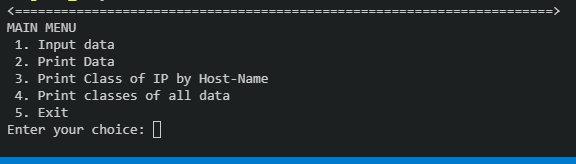 <=====================================================================>
MAIN MENU
1. Input data
2. Print Data
3. Print Class of IP by Host-Name
4. Print classes of all data
5. Exit
Enter your choice: